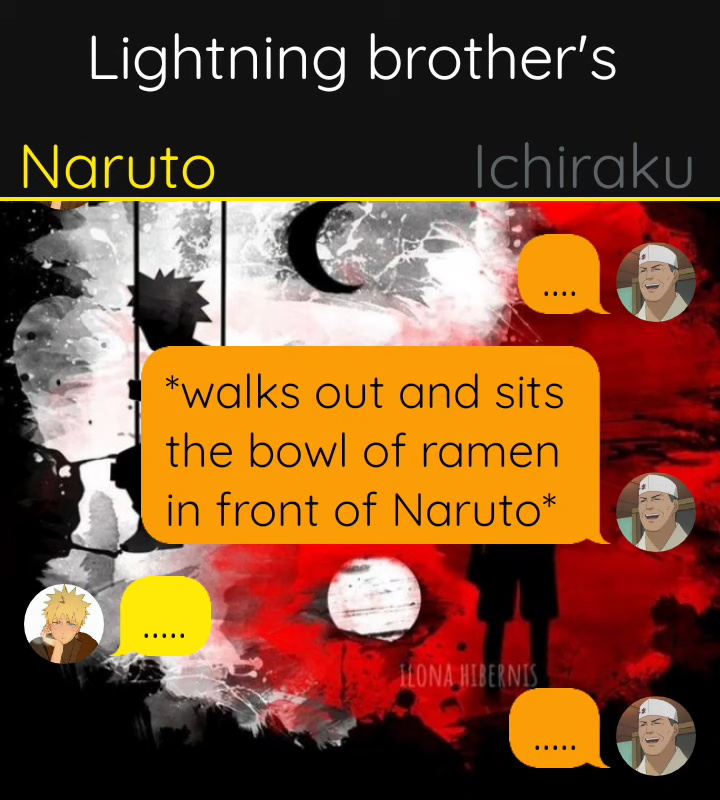 Lightning brother's
Naruto
Ichiraku
....
*walks out and sits
the bowl of ramen
in front of Naruto*
.....
ILONA HIBERNIS
.....